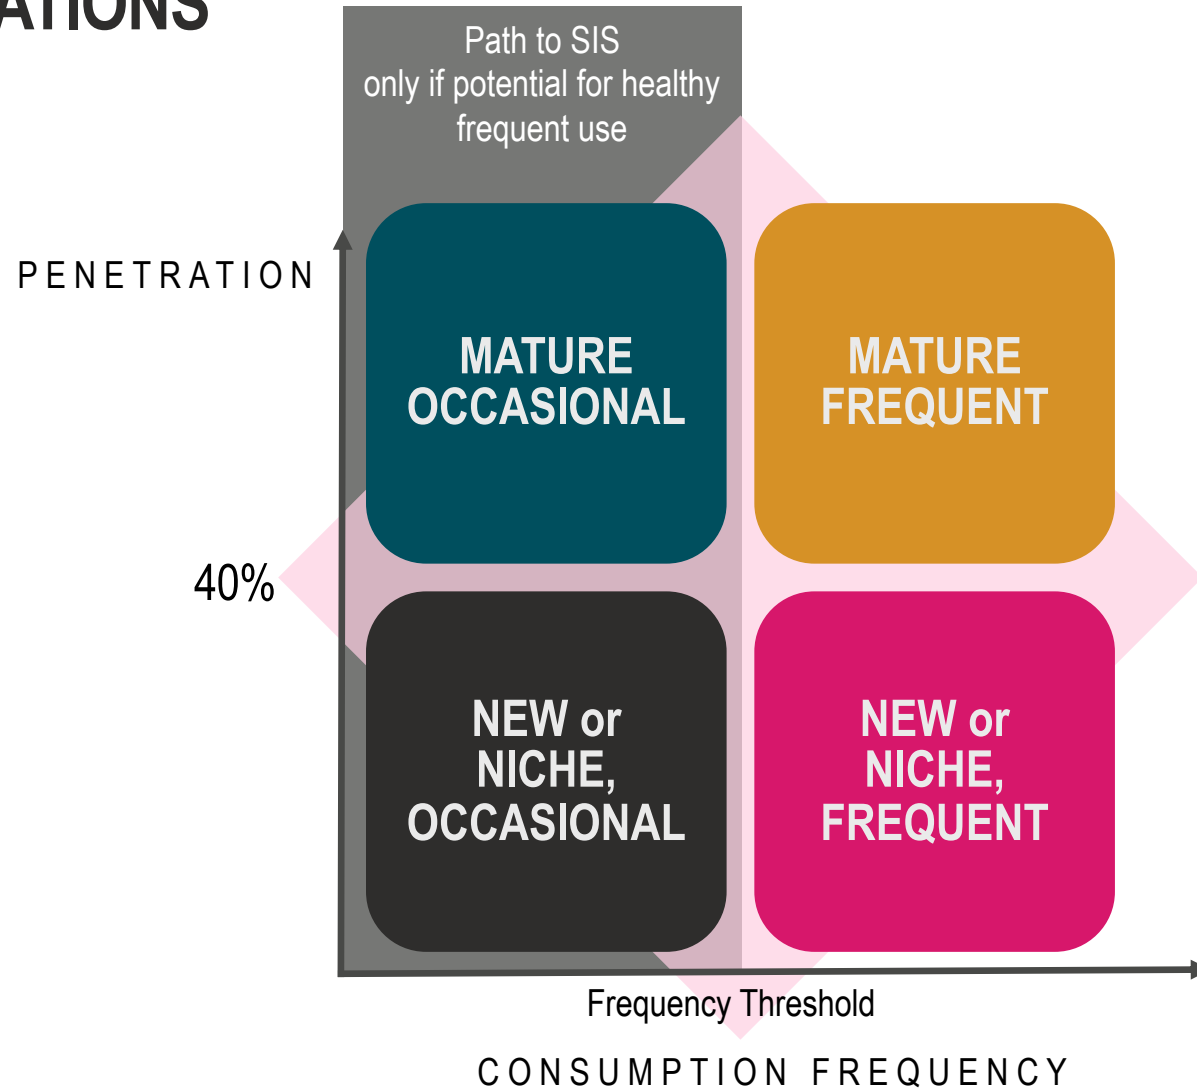 Path to SIS
only if potential for healthy
frequent use
PENETRATION
MATURE
OCCASIONAL
MATURE
FREQUENT
40%
NEW or
NICHE,
OCCASIONAL
NEW or
NICHE,
FREQUENT
Frequency Threshold
CONSUMPTION FREQUENCY